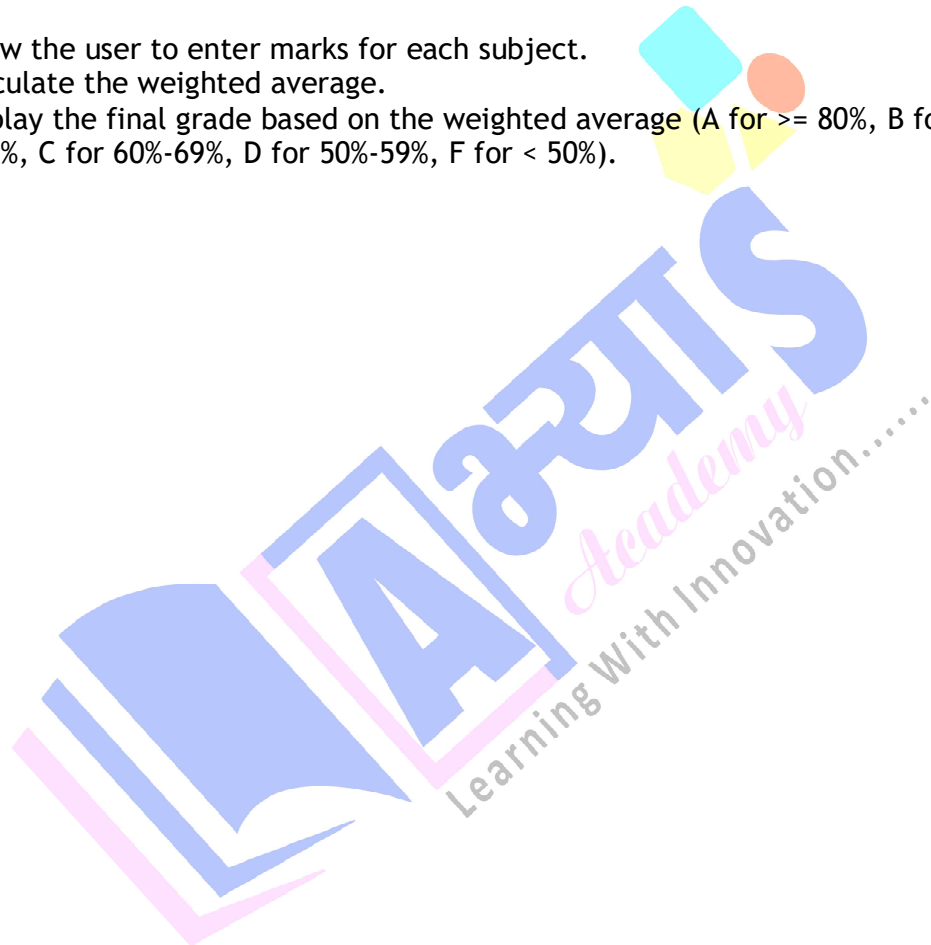 w the user to enter marks for each subject.
culate the weighted average.
play the final grade based on the weighted average (A for >= 80%, B fo
%, C for 60%-69%, D for 50%-59%, F for < 50%).
A
भ्याS
Academy
Learning With Innovation......